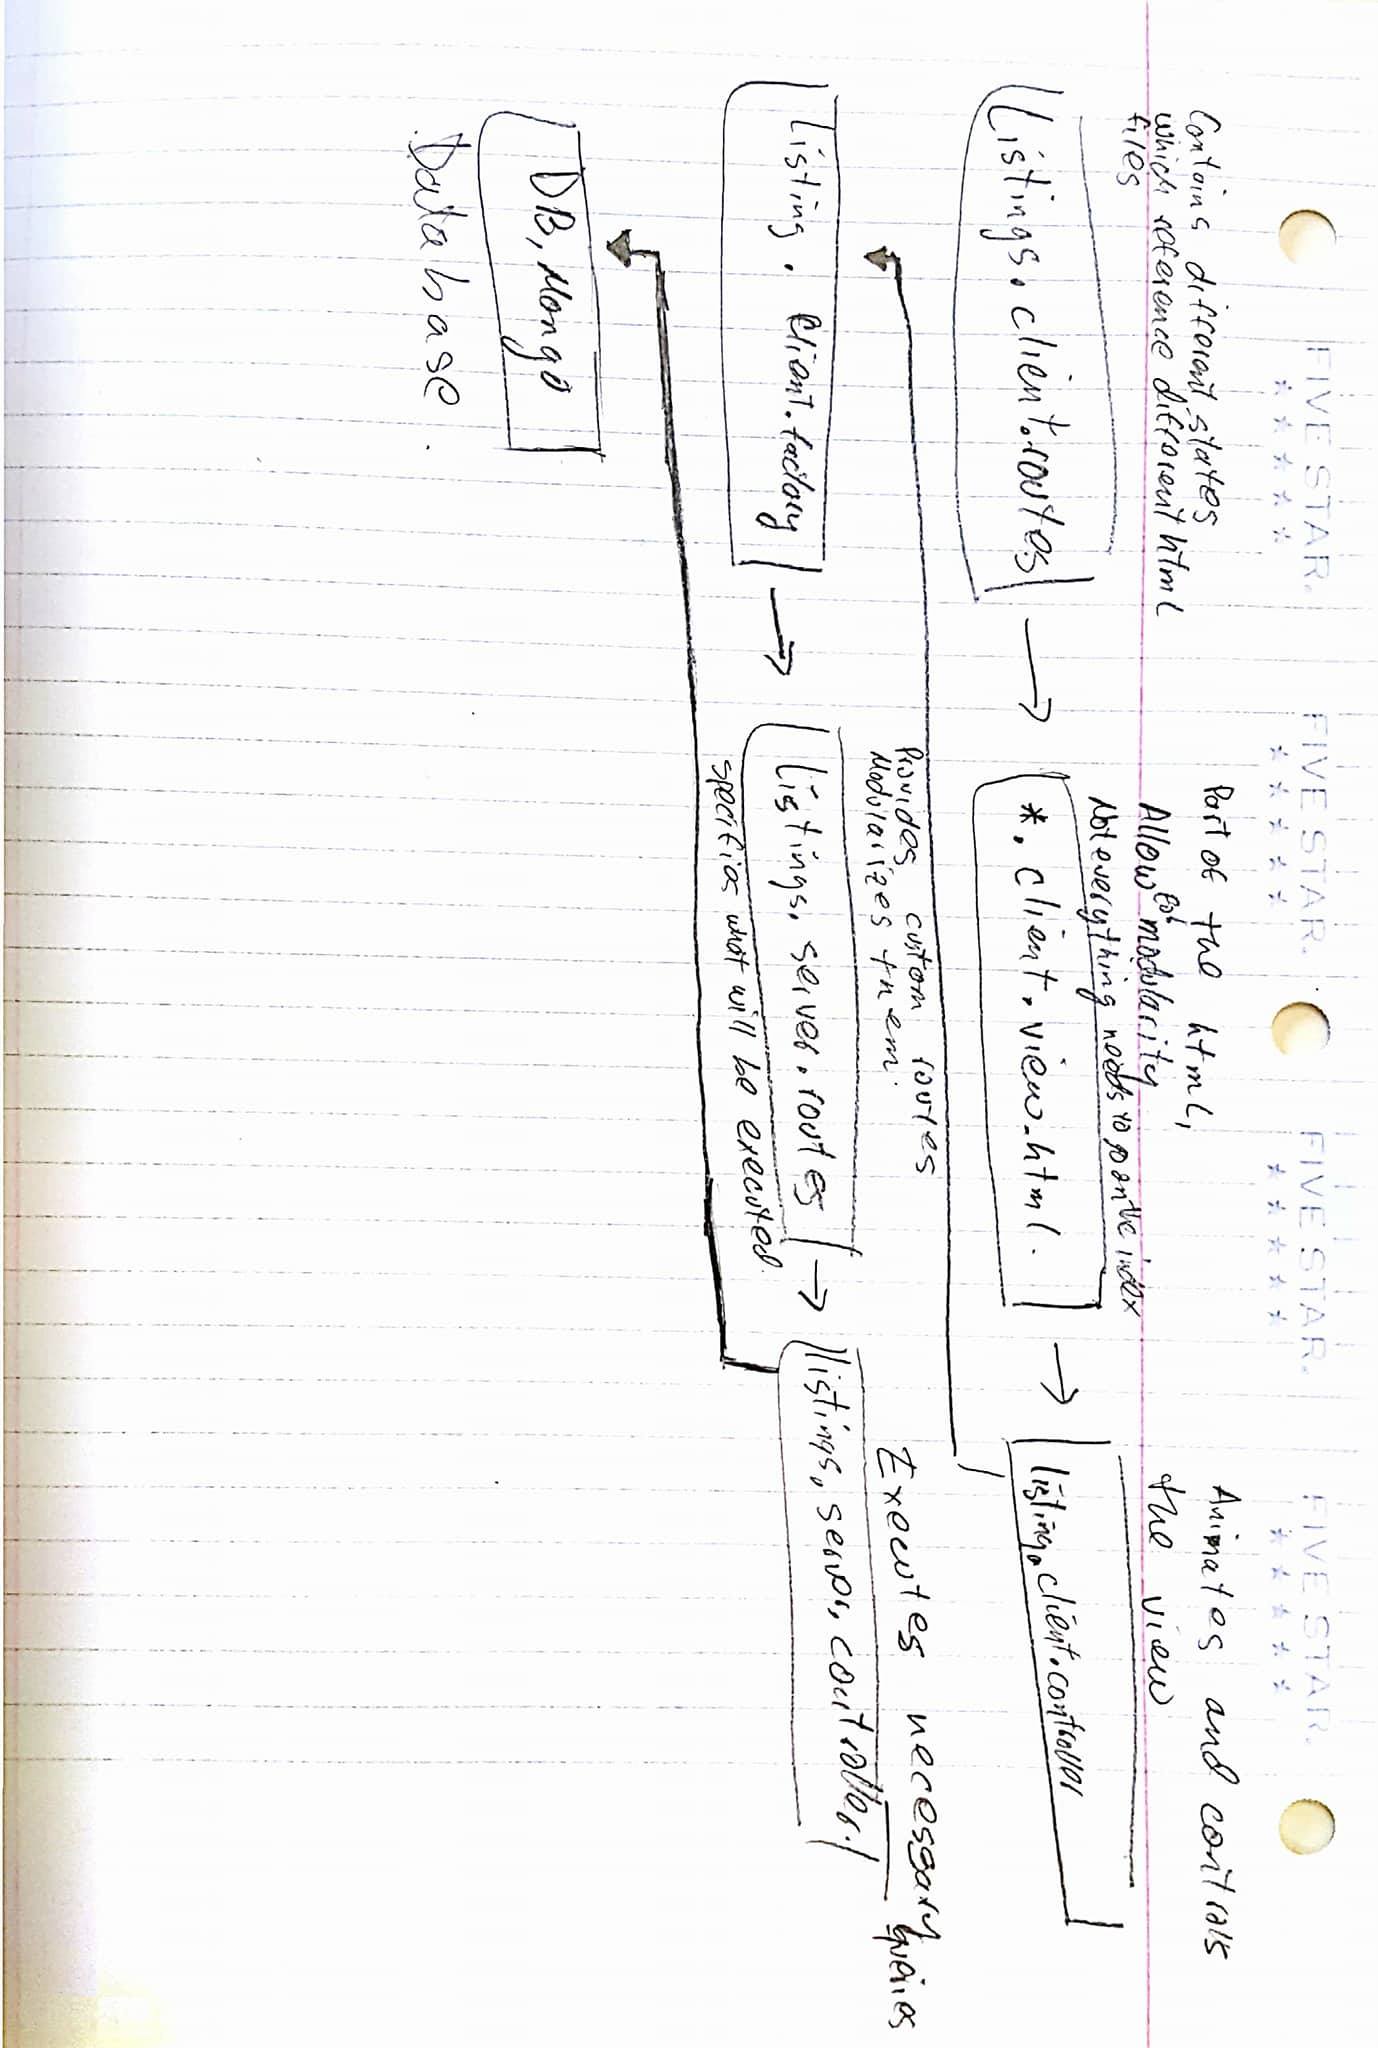 FIVE STAR.
FIVE STAR.
FIVE STAR.
FIVE STAR.
Contains different states
which reference different html
files
Part of the html,
Allow for modularity
Not everything needs to go on the index
Animates and controls
the view
Listings.client.routes
*.client.view.html.
listing.client.controller
Provides custom routes
Modularizes them.
Executes necessary
queries
Listing. Client.factory
Listings. server.routes
listings. server. controller.
specifies what will be executed.
DB, Mongo
Database.